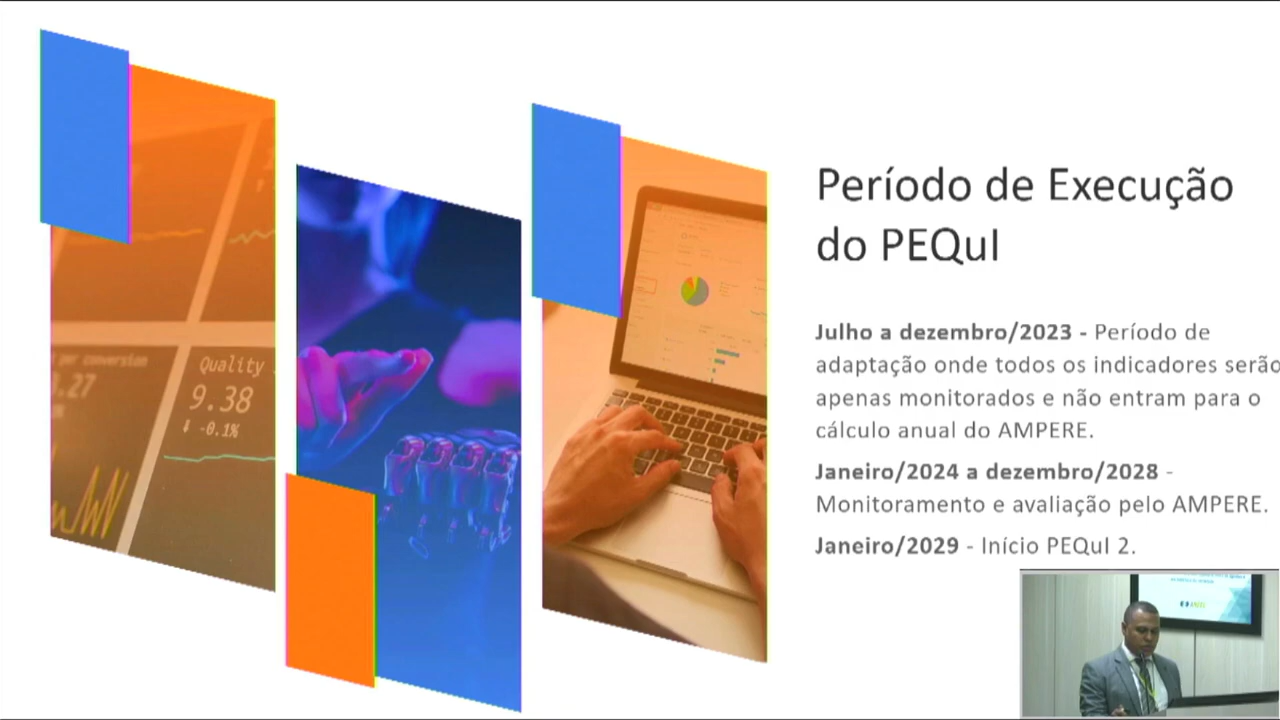 Período de Execução
do PEQuI
Julho a dezembro/2023 - Período de
adaptação onde todos os indicadores serão
apenas monitorados e não entram para o
cálculo anual do AMPERE.
Janeiro/2024 a dezembro/2028 -
Monitoramento e avaliação pelo AMPERE.
Janeiro/2029 - Início PEQuI 2.
per conversion
.27
Quality
9.38
-0.1%